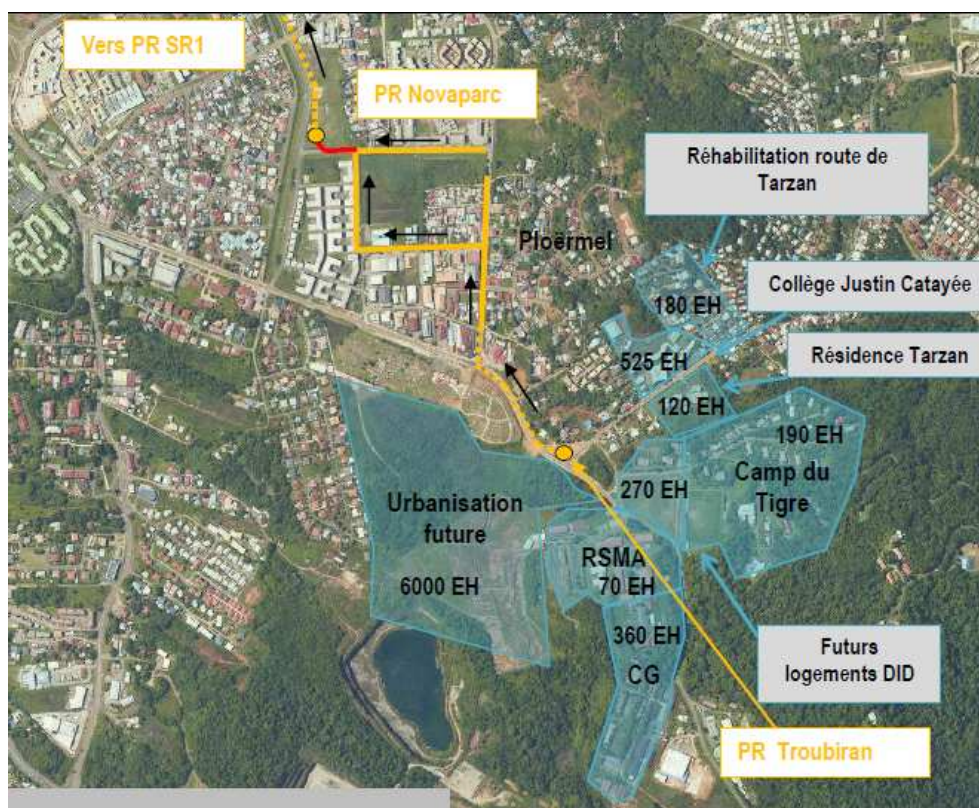 Vers PR SR1
PR Novaparc
Réhabilitation route de
Tarzan
Ploërmel
Collège Justin Catayée
180 EH
525 EH
Résidence Tarzan
120 EH
190 EH
Camp du
Tigre
270 EH
Urbanisation
future
6000 EH
RSMA
70 EH
360 EH
CG
Futurs
logements DID
PR Troubiran